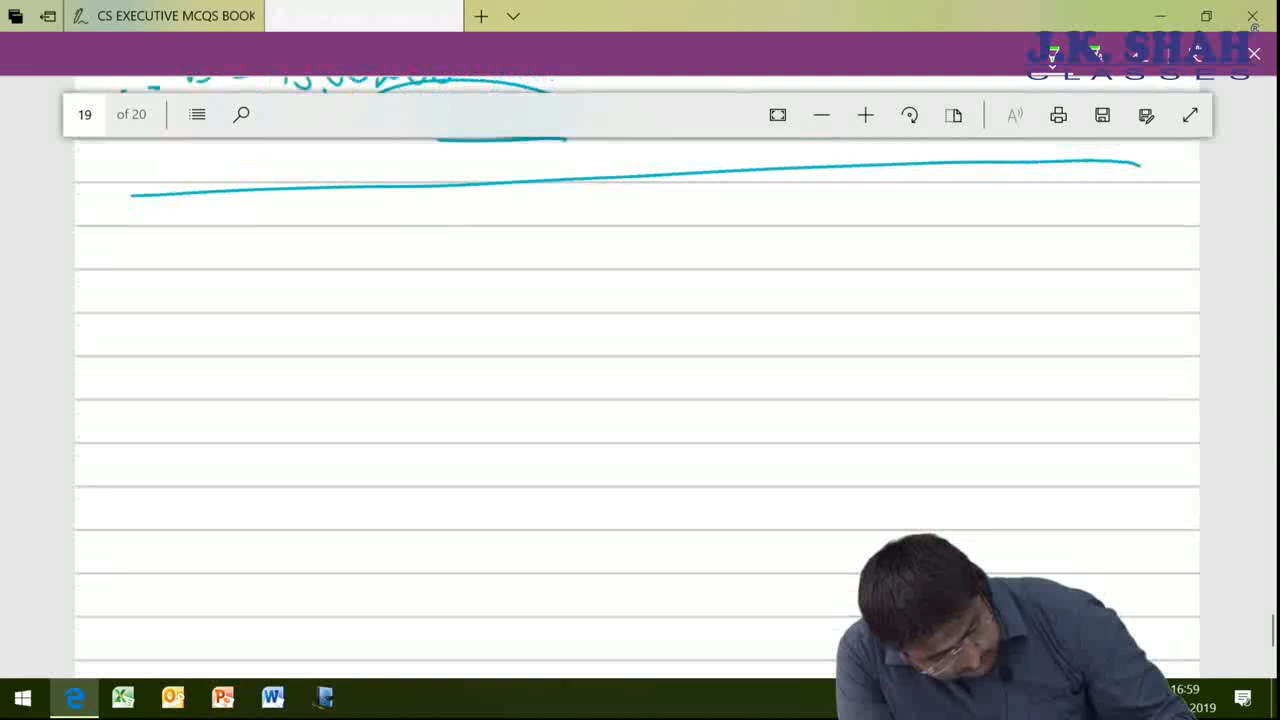 CS EXECUTIVE MCQS BOOK
J.K. SHAH®
CLASSES
19 of 20
16:59
2019